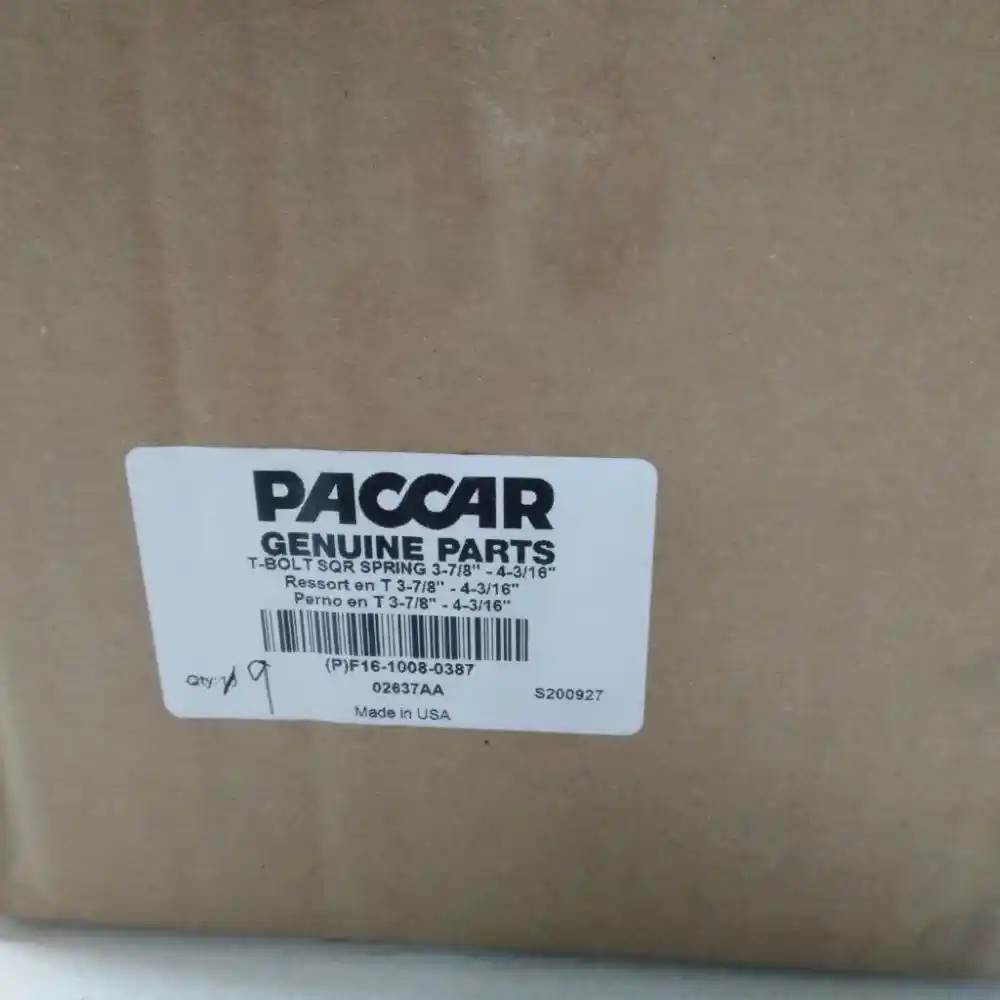 PACCAR
GENUINE PARTS
T-BOLT SQR SPRING 3-7/8" - 4-3/16"
Ressort en T 3-7/8" - 4-3/16"
Perno en T 3-7/8" - 4-3/16"
(P)F16-1008-0387
Qty: 9
02637AA
S200927
Made in USA